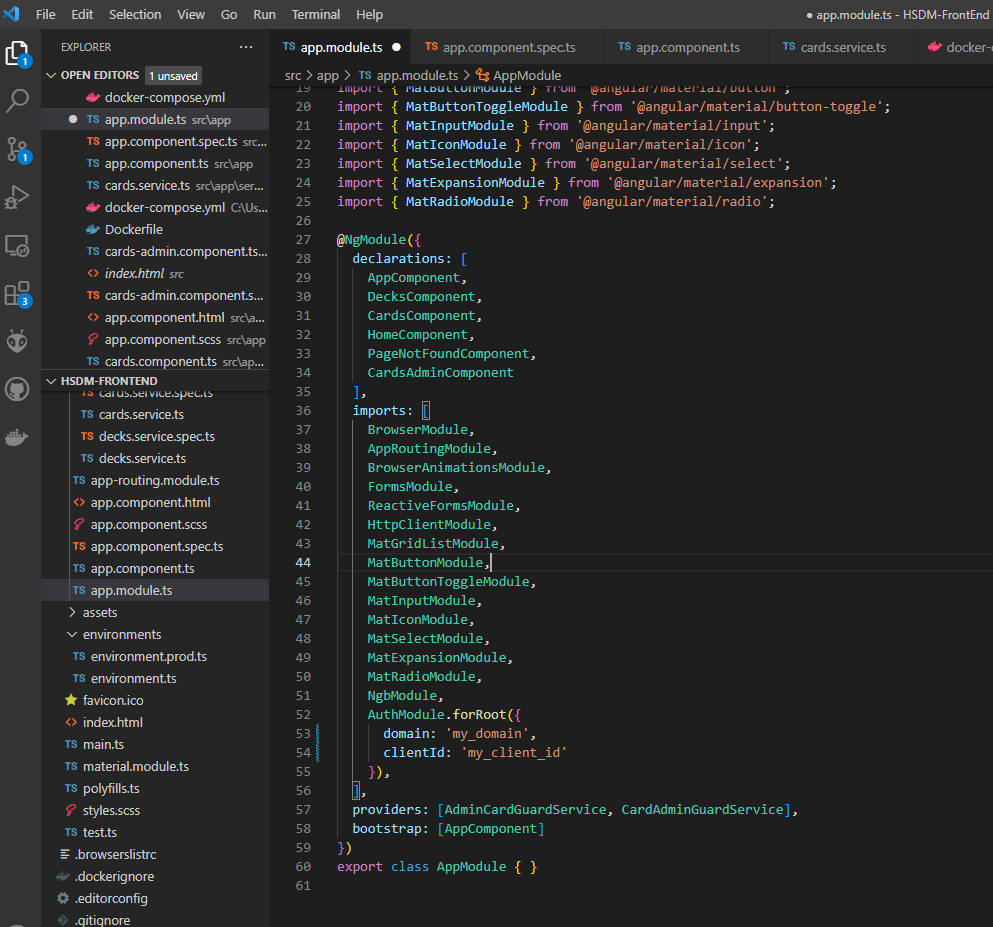 File Edit Selection View Go Run Terminal Help ● app.module.ts - HSDM-FrontEnd
EXPLORER ···
TS app.module.ts ●
TS app.component.spec.ts
TS app.component.ts
TS cards.service.ts
docker-
src > app > TS app.module.ts > AppModule
1
1
3
OPEN EDITORS 1 unsaved
docker-compose.yml
● TS app.module.ts src\app
TS app.component.spec.ts src...
TS app.component.ts src\app
TS cards.service.ts src\app\ser...
docker-compose.yml C:\Us...
Dockerfile
TS cards-admin.component.ts...
<> index.html src
TS cards-admin.component.s...
<> app.component.html src\a...
app.component.scss src\app
TS cards.component.ts src\ap...
HSDM-FRONTEND
TS cards.service.spec.ts
TS cards.service.ts
TS decks.service.spec.ts
TS decks.service.ts
TS app-routing.module.ts
<> app.component.html
app.component.scss
TS app.component.spec.ts
TS app.component.ts
TS app.module.ts
> assets
environments
TS environment.prod.ts
TS environment.ts
favicon.ico
<> index.html
TS main.ts
TS material.module.ts
TS polyfills.ts
styles.scss
TS test.ts
.browserslistrc
.dockerignore
.editorconfig
.gitignore
19 import { MatButtonModule } from '@angular/material/button';
20 import { MatButtonToggleModule } from '@angular/material/button-toggle';
21 import { MatInputModule } from '@angular/material/input';
22 import { MatIconModule } from '@angular/material/icon';
23 import { MatSelectModule } from '@angular/material/select';
24 import { MatExpansionModule } from '@angular/material/expansion';
25 import { MatRadioModule } from '@angular/material/radio';
26
27 @NgModule({
28 declarations: [
29 AppComponent,
30 DecksComponent,
31 CardsComponent,
32 HomeComponent,
33 PageNotFoundComponent,
34 CardsAdminComponent
35 ],
36 imports: [
37 BrowserModule,
38 AppRoutingModule,
39 BrowserAnimationsModule,
40 FormsModule,
41 ReactiveFormsModule,
42 HttpClientModule,
43 MatGridListModule,
44 MatButtonModule,
45 MatButtonToggleModule,
46 MatInputModule,
47 MatIconModule,
48 MatSelectModule,
49 MatExpansionModule,
50 MatRadioModule,
51 NgbModule,
52 AuthModule.forRoot({
53 domain: 'my_domain',
54 clientId: 'my_client_id'
55 }),
56 ],
57 providers: [AdminCardGuardService, CardAdminGuardService],
58 bootstrap: [AppComponent]
59 })
60 export class AppModule { }
61